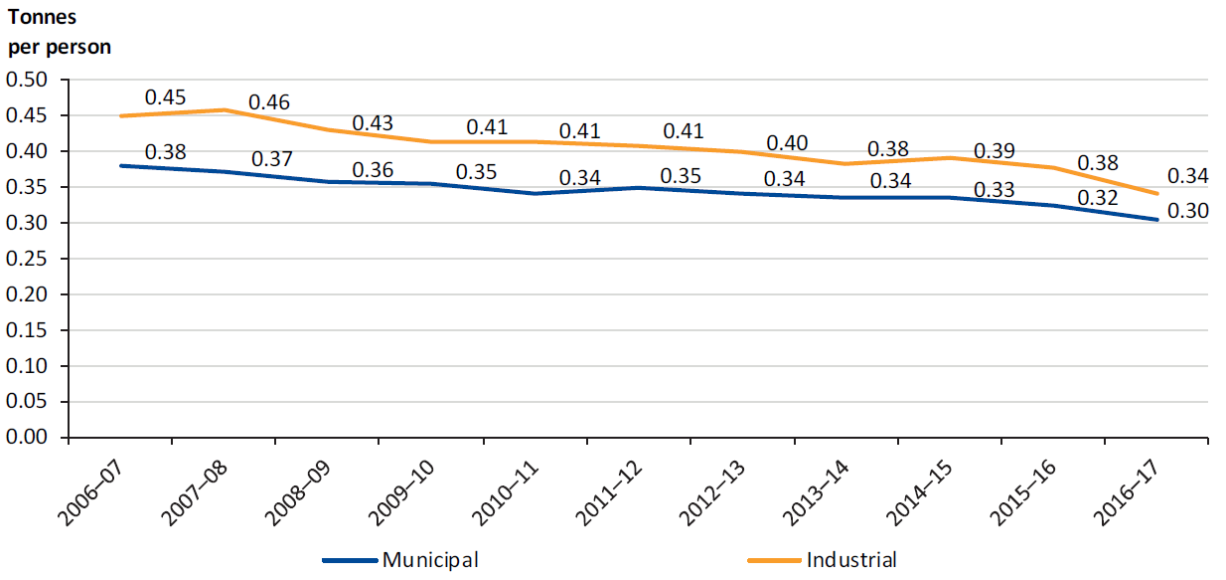 Tonnes
per person
0.50
0.45
0.40
0.35
0.30
0.25
0.20
0.15
0.10
0.05
0.00
0.45 0.46 0.43 0.41 0.41 0.41 0.40 0.38 0.39 0.38 0.34
0.38 0.37 0.36 0.35 0.34 0.35 0.34 0.34 0.33 0.32 0.30
2006–07 2007–08 2008–09 2009–10 2010–11 2011–12 2012–13 2013–14 2014–15 2015–16 2016–17
Municipal Industrial